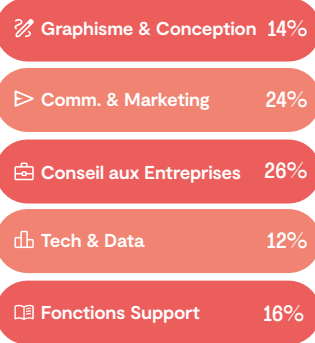 Graphisme & Conception 14%
Comm. & Marketing 24%
Conseil aux Entreprises 26%
Tech & Data 12%
Fonctions Support 16%